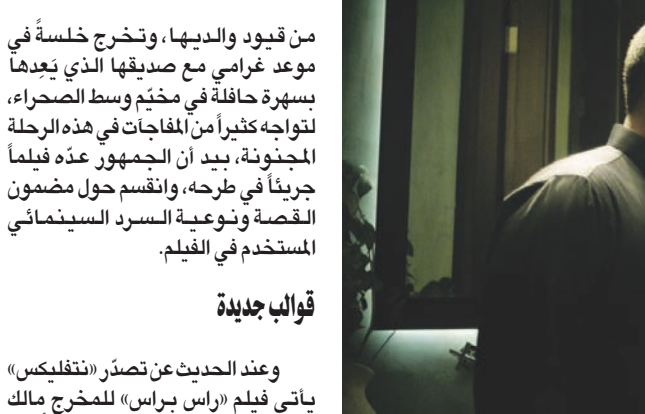 من قيود والديها، وتخرج خلسةً في
موعد غرامي مع صديقها الذي يَعِدها
بسهرة حافلة في مخيّم وسط الصحراء،
لتواجه كثيراً من المفاجآت في هذه الرحلة
المجنونة، بيد أن الجمهور عدّه فيلماً
جريئاً في طرحه، وانقسم حول مضمون
القصة ونوعية السرد السينمائي
المستخدم في الفيلم.
قوالب جديدة
وعند الحديث عن تصدّر «نتفليكس»
يأتي فيلم «راس براس» للمخرج مالك